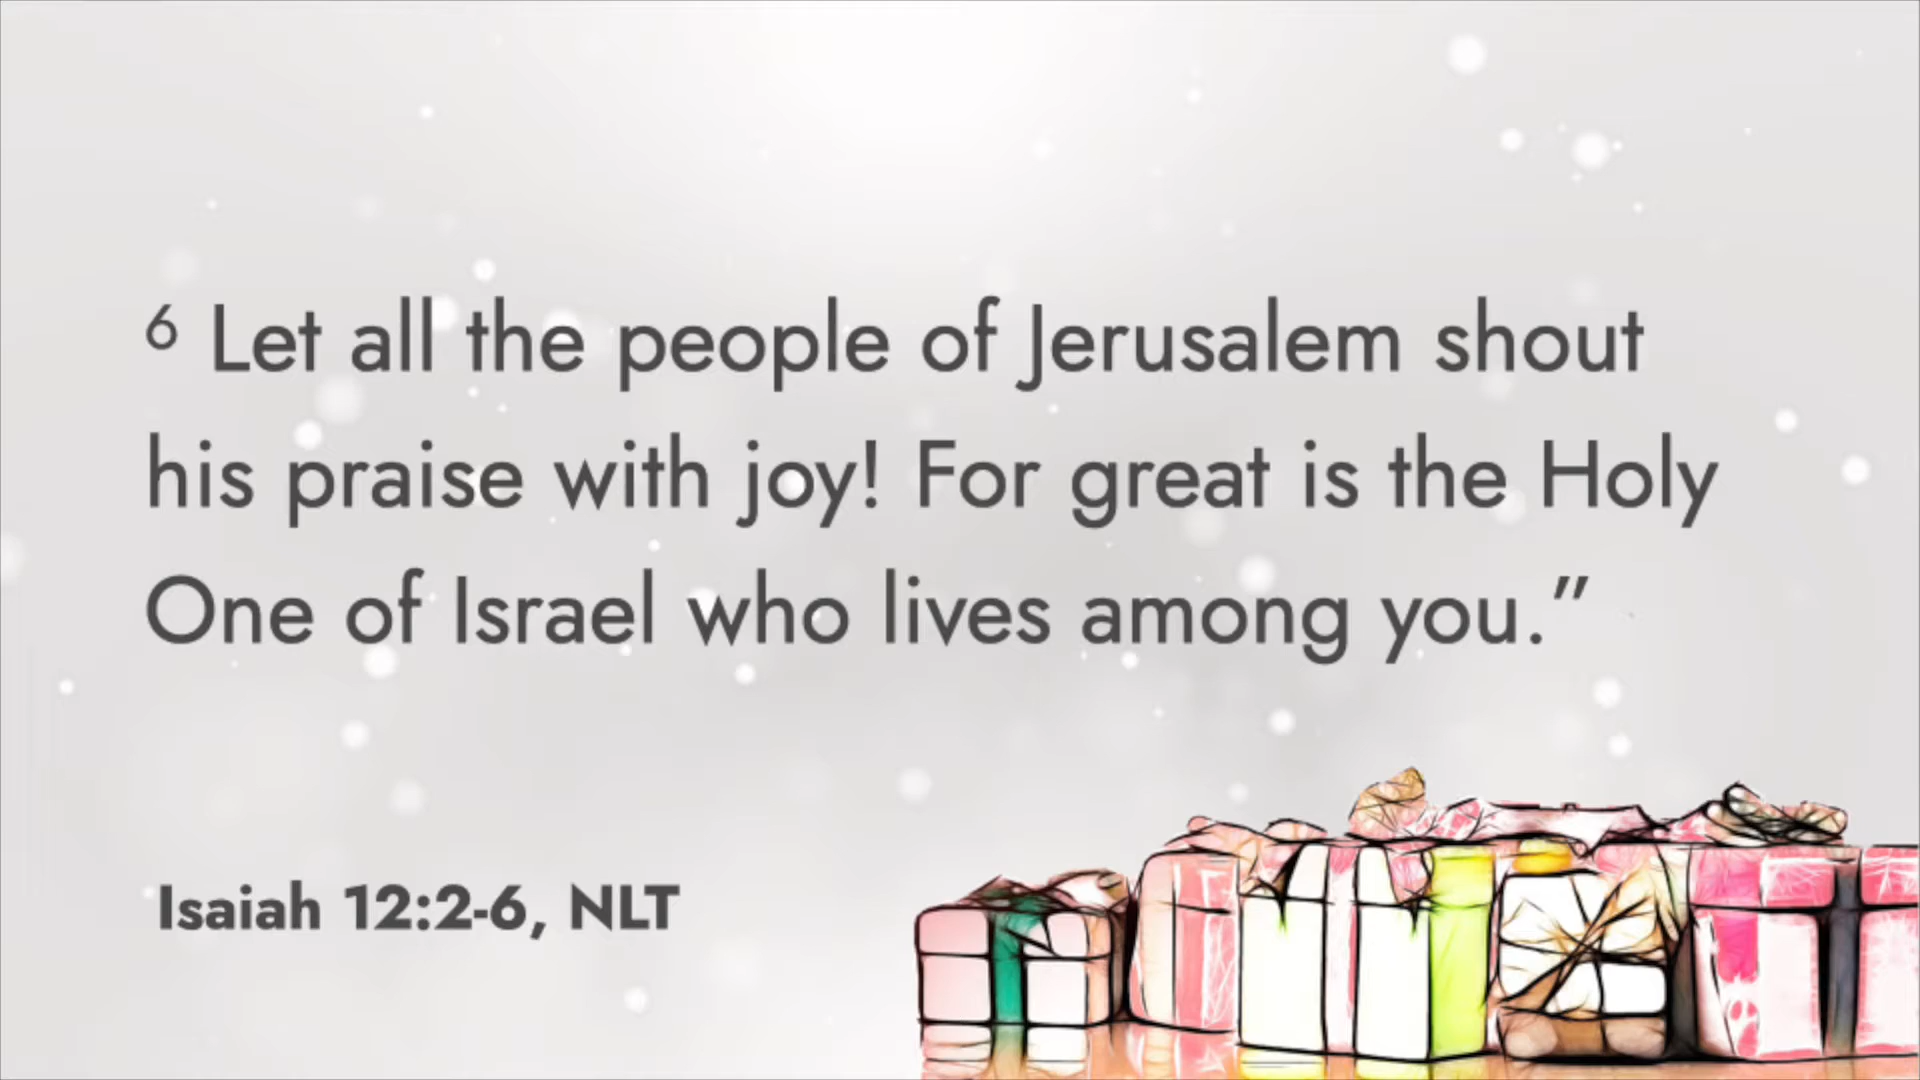 ⁶ Let all the people of Jerusalem shout
his praise with joy! For great is the Holy
One of Israel who lives among you.”
Isaiah 12:2-6, NLT